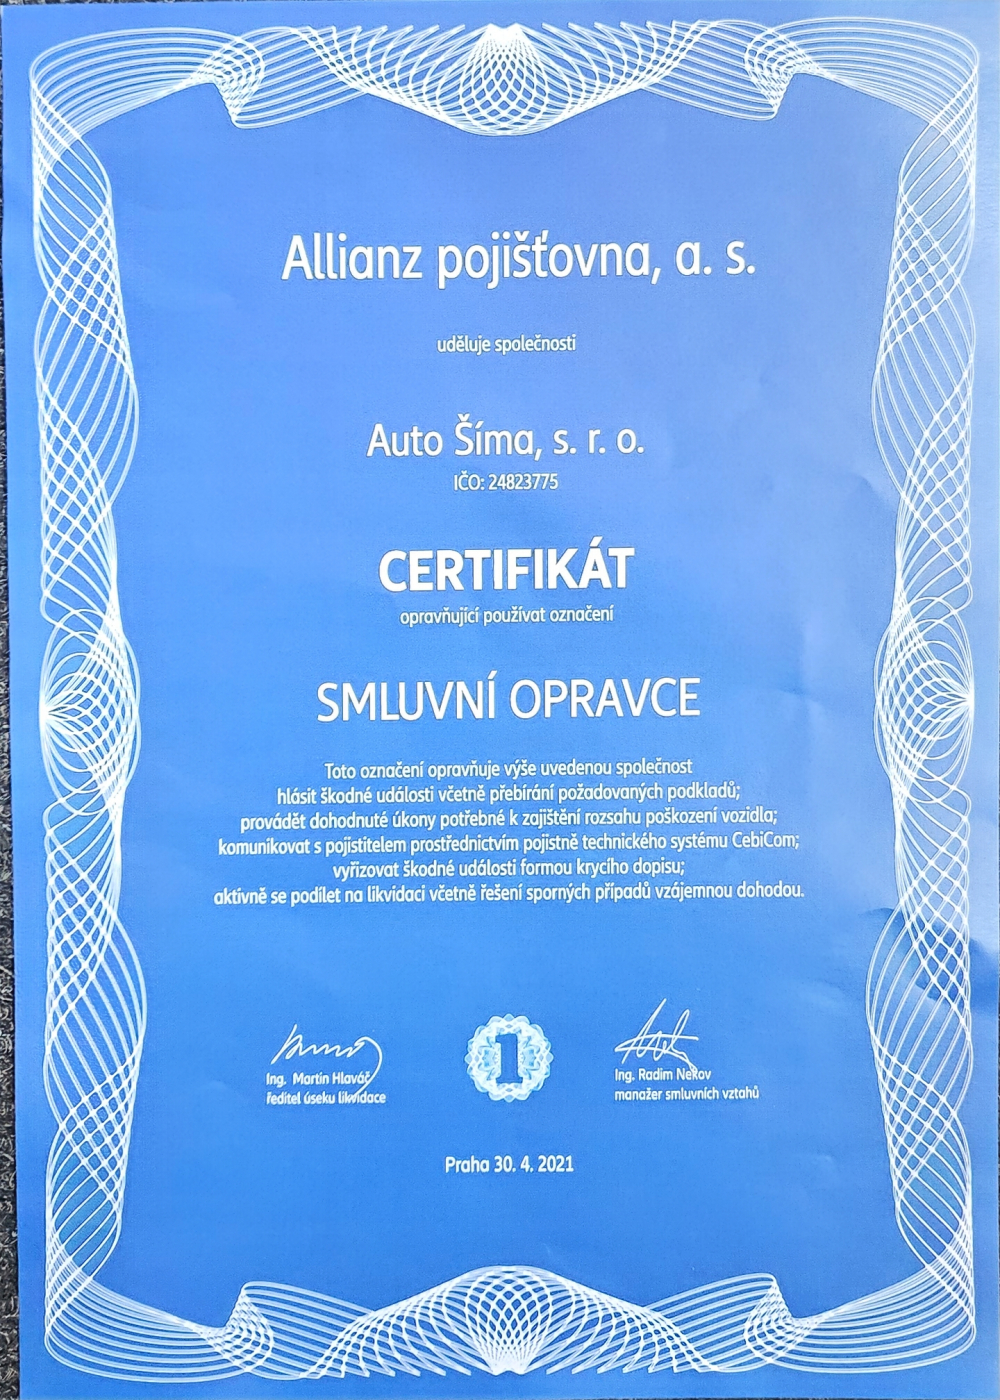 Allianz pojišťovna, a. s.
uděluje společnosti
Auto Šíma, s. r. o.
IČO: 24823775
CERTIFIKÁT
opravňující používat označení
SMLUVNÍ OPRAVCE
Toto označení opravňuje výše uvedenou společnost
hlásit škodné události včetně přebírání požadovaných podkladů;
provádět dohodnuté úkony potřebné k zajištění rozsahu poškození vozidla;
komunikovat s pojistitelem prostřednictvím pojistně technického systému CebiCom;
vyřizovat škodné události formou krycího dopisu;
aktivně se podílet na likvidaci včetně řešení sporných případů vzájemnou dohodou.
1
Ing. Martin Hlaváč
ředitel úseku likvidace
Ing. Radim Nekov
manažer smluvních vztahů
Praha 30. 4. 2021